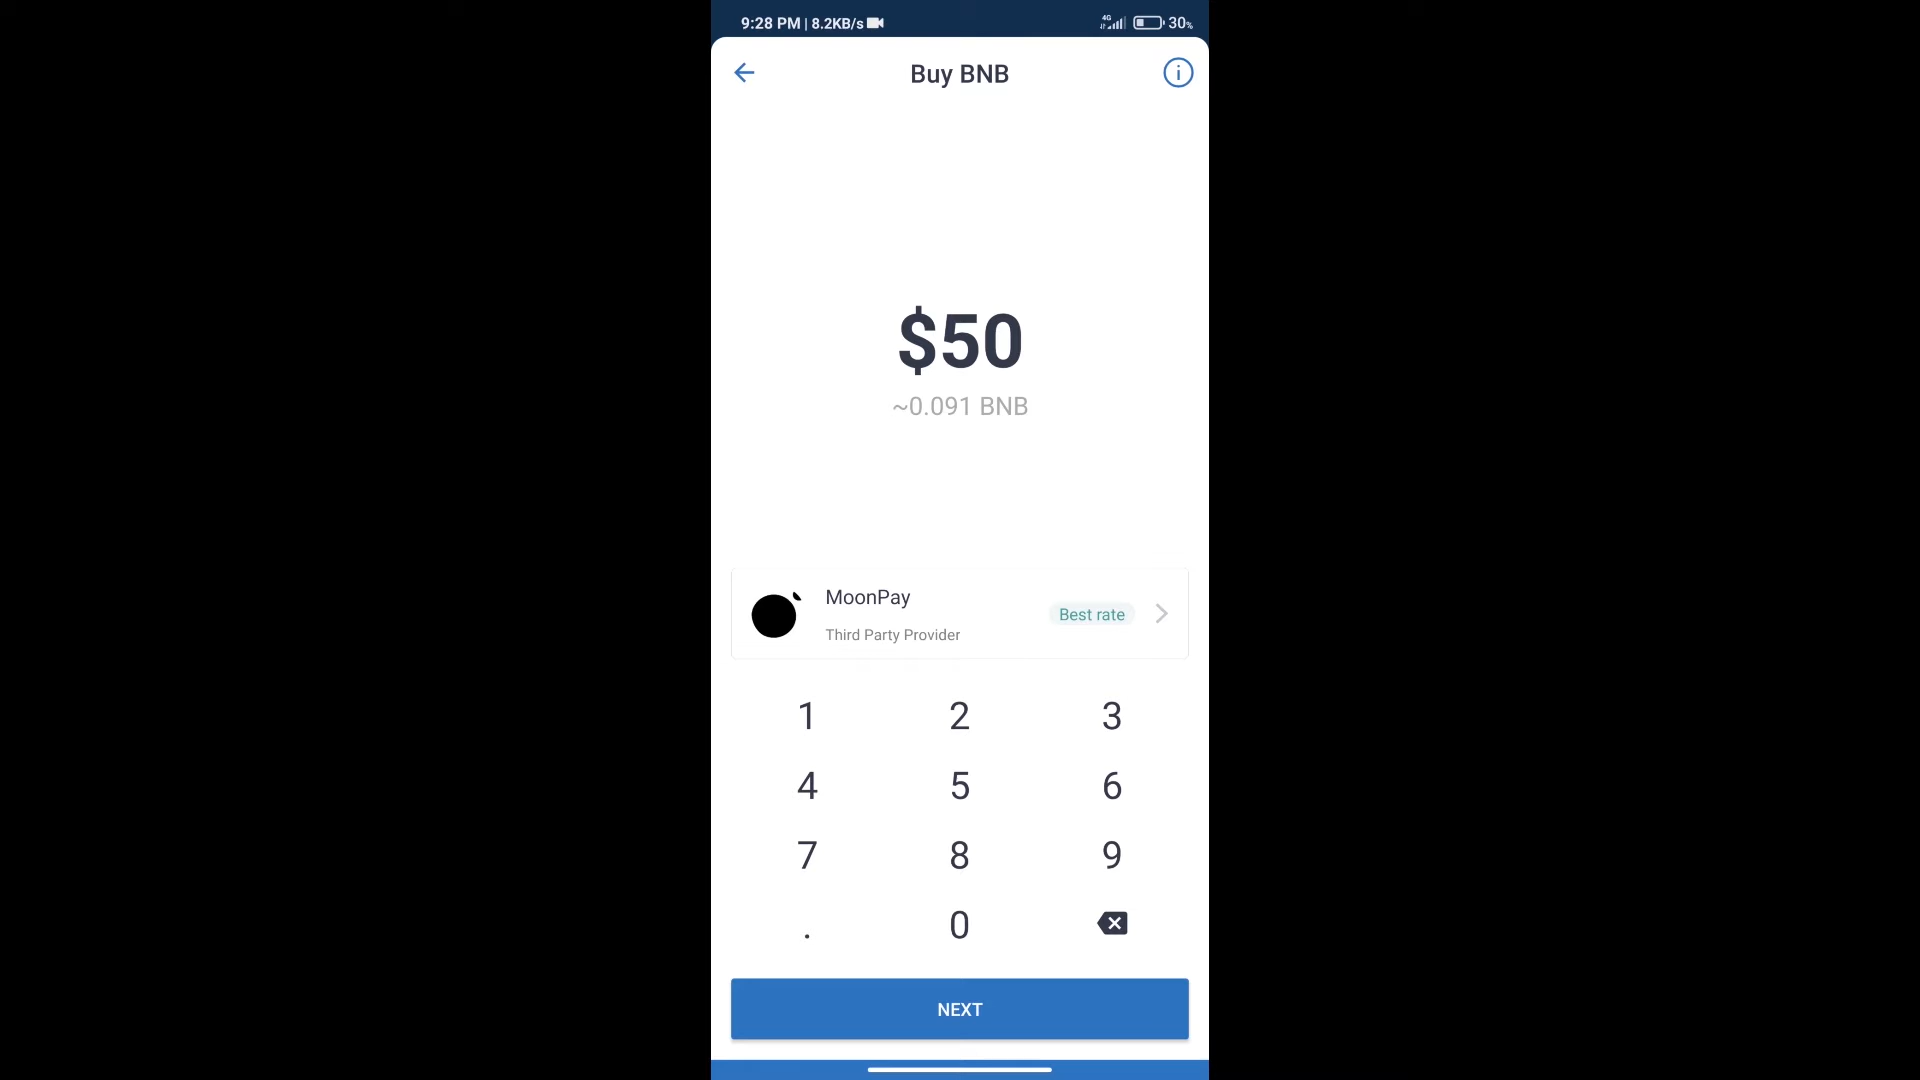 9:28 PM | 8.2KB/s
4G
30%
Buy BNB
$50
~0.091 BNB
MoonPay
Third Party Provider
Best rate
1 2 3
4 5 6
7 8 9
. 0
NEXT